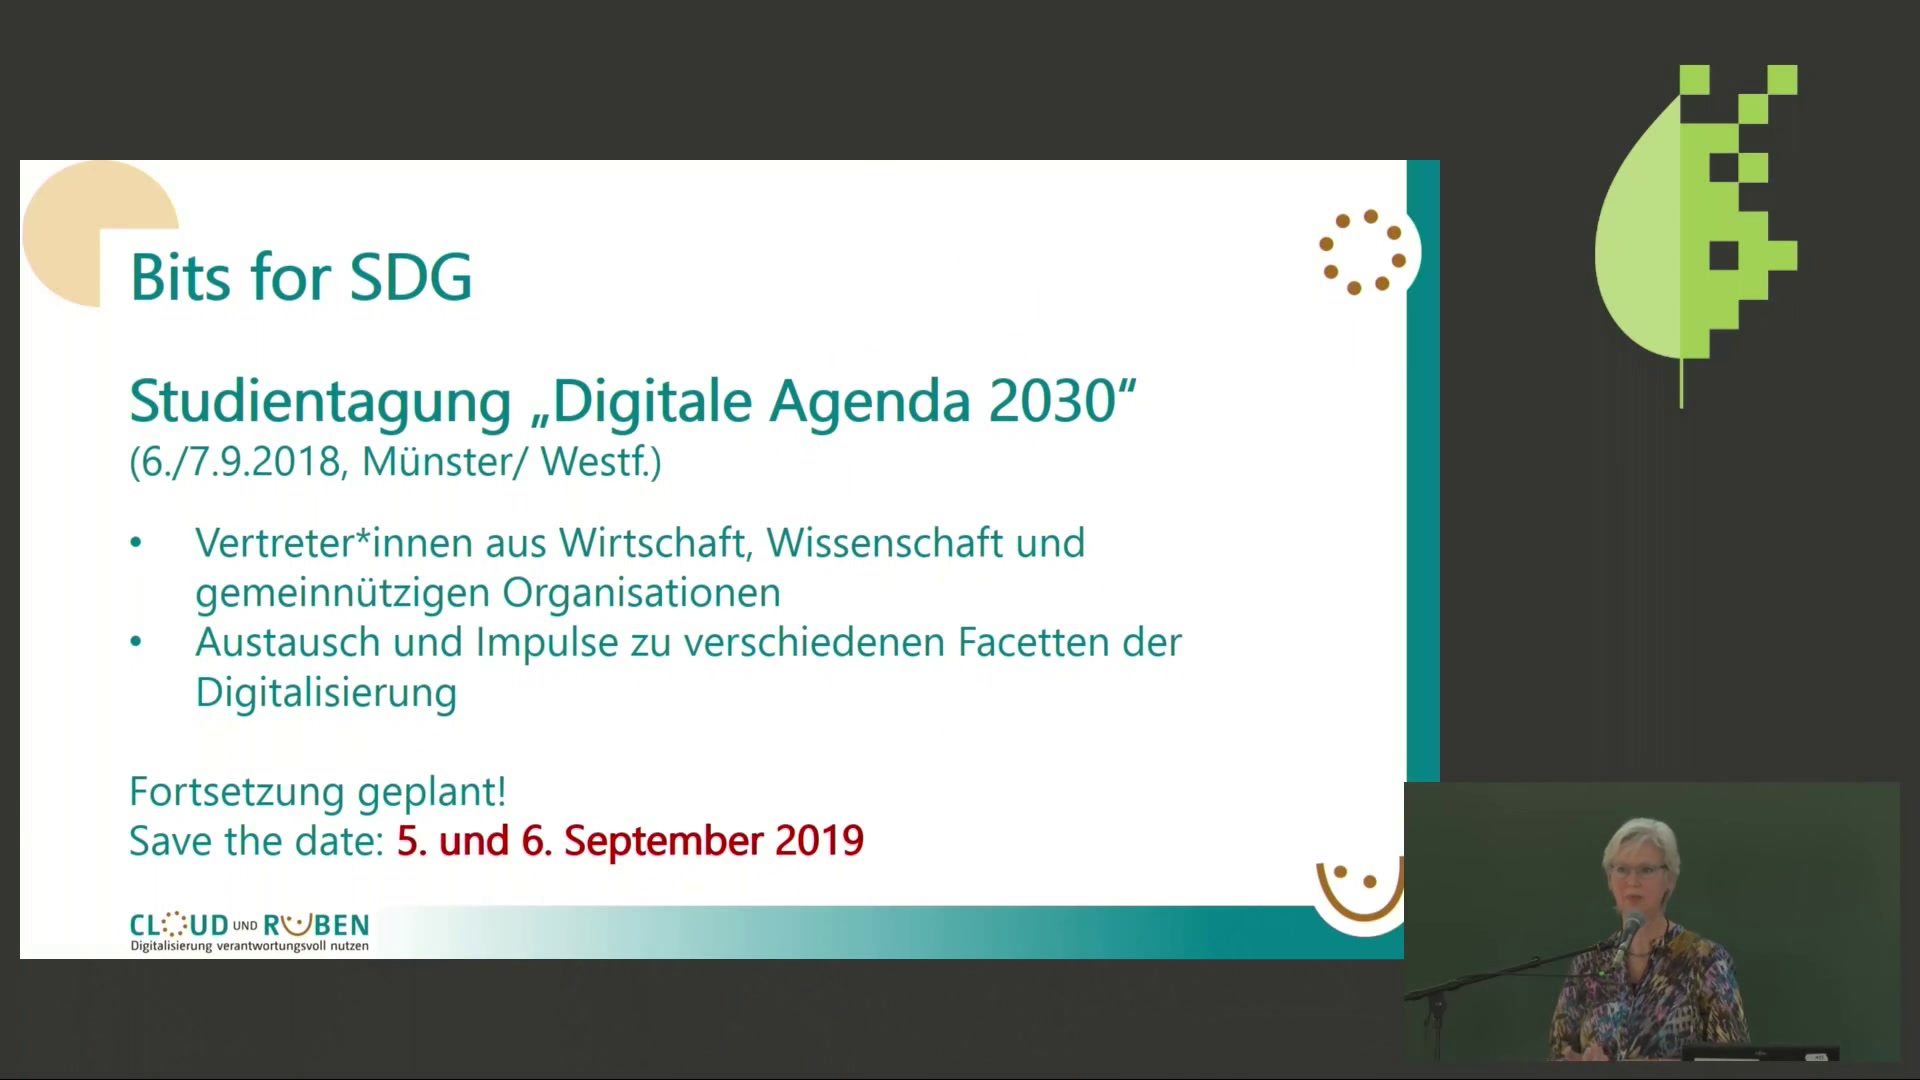 Bits for SDG
Studientagung „Digitale Agenda 2030“
(6./7.9.2018, Münster/ Westf.)
• Vertreter*innen aus Wirtschaft, Wissenschaft und
gemeinnützigen Organisationen
• Austausch und Impulse zu verschiedenen Facetten der
Digitalisierung
Fortsetzung geplant!
Save the date: 5. und 6. September 2019
CLOUD UND RUBEN
Digitalisierung verantwortungsvoll nutzen